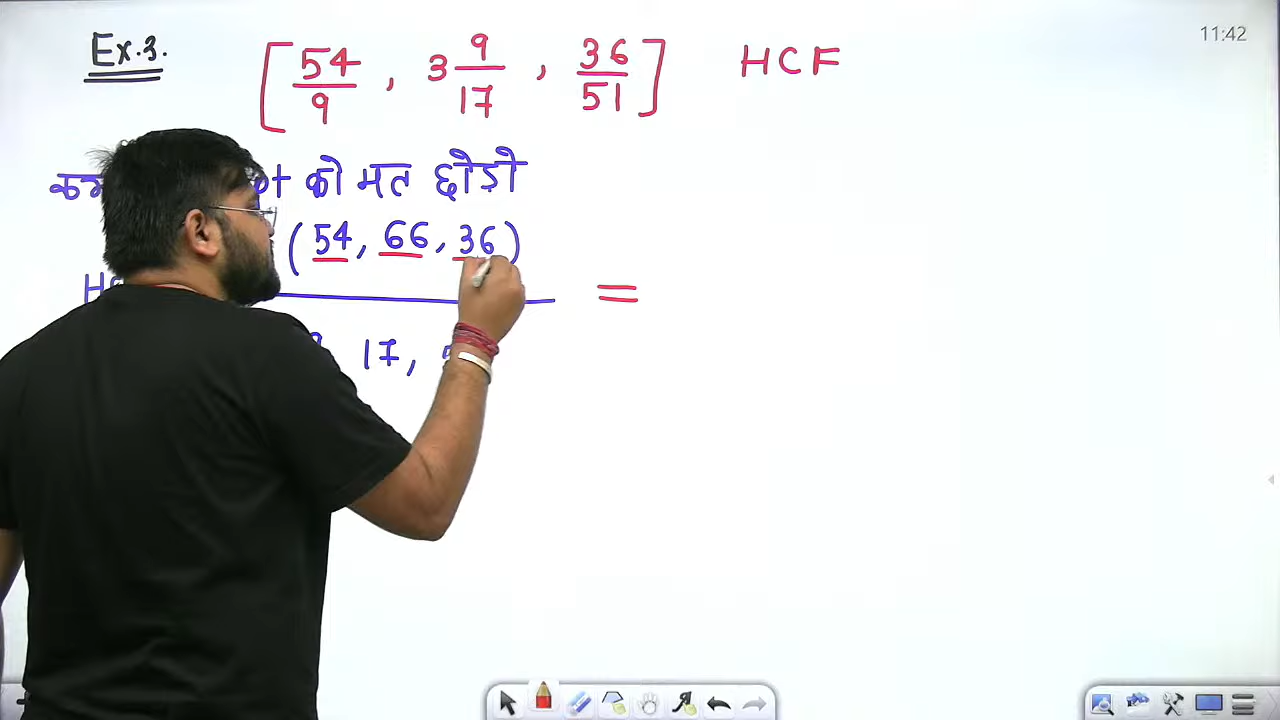 11:42
Ex.3. [54/9, 3 9/17, 36/51] HCF
को मत छोड़ो
(54, 66, 36)
=
17,